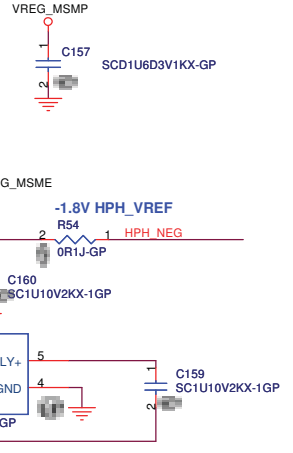 VREG_MSMP
1
C157
SCD1U6D3V1KX-GP
2
G_MSME
-1.8V HPH_VREF
R54
2
1
HPH_NEG
0R1J-GP
C160
SC1U10V2KX-1GP
LY+
5
1
C159
GND
4
SC1U10V2KX-1GP
2
GP